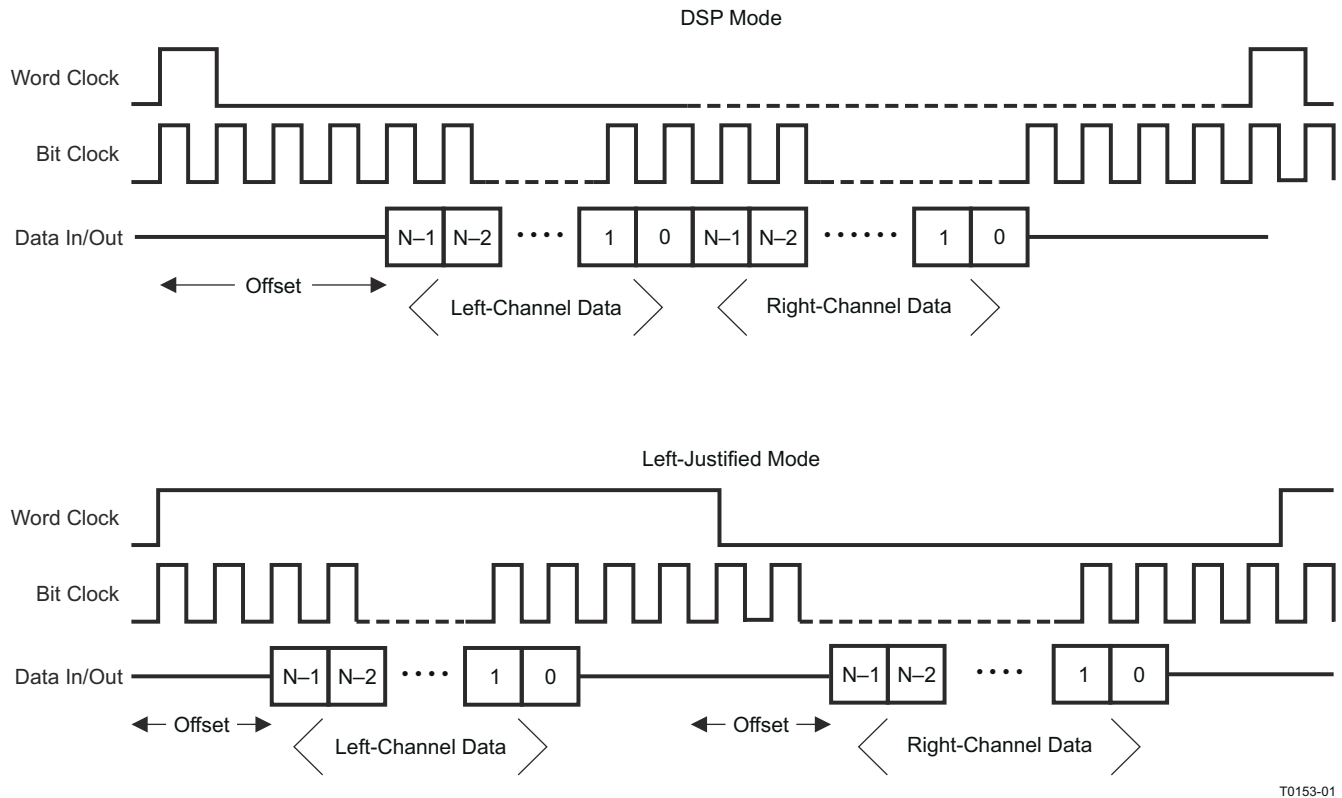 DSP Mode
Word Clock
Bit Clock
Data In/Out
N–1 N–2 •••• 1 0 N–1 N–2 •••••• 1 0
Offset
Left-Channel Data
Right-Channel Data
Left-Justified Mode
Word Clock
Bit Clock
Data In/Out
N–1 N–2 •••• 1 0 N–1 N–2 •••• 1 0
Offset
Offset
Left-Channel Data
Right-Channel Data
T0153-01